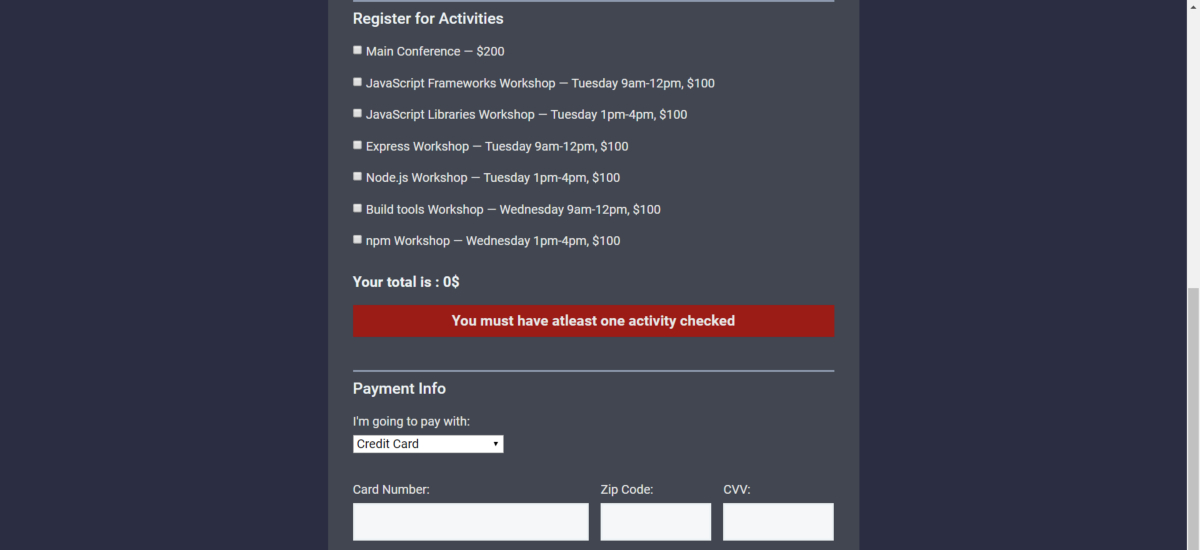 Register for Activities
Main Conference — $200
JavaScript Frameworks Workshop — Tuesday 9am-12pm, $100
JavaScript Libraries Workshop — Tuesday 1pm-4pm, $100
Express Workshop — Tuesday 9am-12pm, $100
Node.js Workshop — Tuesday 1pm-4pm, $100
Build tools Workshop — Wednesday 9am-12pm, $100
npm Workshop — Wednesday 1pm-4pm, $100
Your total is : 0$
You must have atleast one activity checked
Payment Info
I'm going to pay with:
Credit Card
Card Number: Zip Code: CVV: